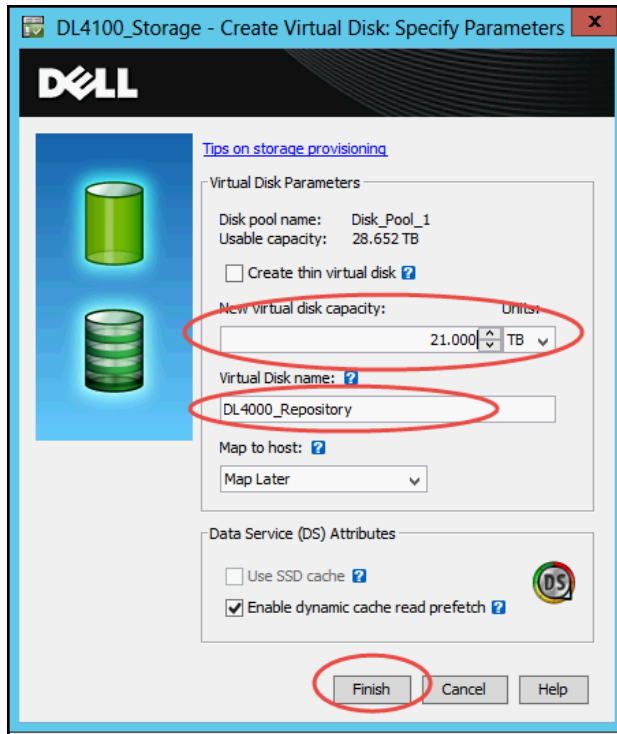 DL4100_Storage - Create Virtual Disk: Specify Parameters x
DELL
Tips on storage provisioning
Virtual Disk Parameters
Disk pool name: Disk_Pool_1
Usable capacity: 28.652 TB
Create thin virtual disk ?
New virtual disk capacity: Units:
21.000 TB
Virtual Disk name: ?
DL4000_Repository
Map to host: ?
Map Later
Data Service (DS) Attributes
Use SSD cache ?
DS
Enable dynamic cache read prefetch ?
Finish Cancel Help